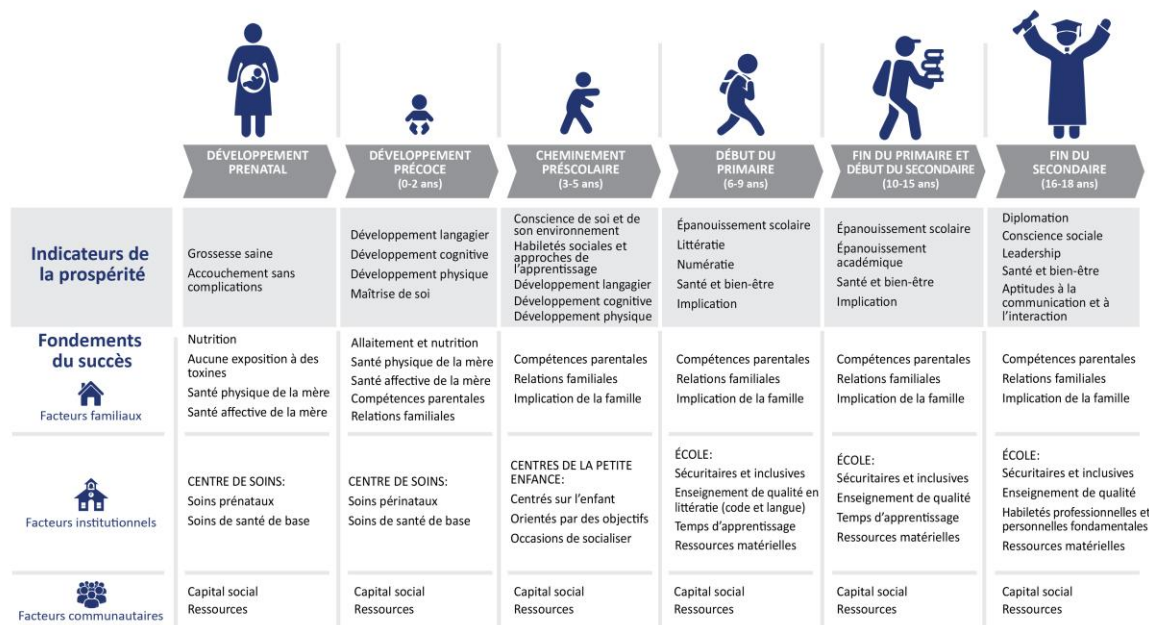 DÉVELOPPEMENT
PRENATAL
DÉVELOPPEMENT
PRÉCOCE
(0-2 ans)
CHEMINEMENT
PRÉSCOLAIRE
(3-5 ans)
DÉBUT DU
PRIMAIRE
(6-9 ans)
FIN DU PRIMAIRE ET
DÉBUT DU SECONDAIRE
(10-15 ans)
FIN DU
SECONDAIRE
(16-18 ans)
Indicateurs de
la prospérité
Grossesse saine
Accouchement sans
complications
Développement langagier
Développement cognitive
Développement physique
Maîtrise de soi
Conscience de soi et de
son environnement
Habiletés sociales et
approches de
l'apprentissage
Développement langagier
Développement cognitive
Développement physique
Épanouissement scolaire
Littératie
Numératie
Santé et bien-être
Implication
Épanouissement scolaire
Épanouissement
académique
Santé et bien-être
Implication
Diplomation
Conscience sociale
Leadership
Santé et bien-être
Aptitudes à la
communication et à
l'interaction
Fondements
du succès
Facteurs familiaux
Nutrition
Aucune exposition à des
toxines
Santé physique de la mère
Santé affective de la mère
Allaitement et nutrition
Santé physique de la mère
Santé affective de la mère
Compétences parentales
Relations familiales
Compétences parentales
Relations familiales
Implication de la famille
Compétences parentales
Relations familiales
Implication de la famille
Compétences parentales
Relations familiales
Implication de la famille
Compétences parentales
Relations familiales
Implication de la famille
Facteurs institutionnels
CENTRE DE SOINS:
Soins prénataux
Soins de santé de base
CENTRE DE SOINS:
Soins périnataux
Soins de santé de base
CENTRES DE LA PETITE
ENFANCE:
Centrés sur l'enfant
Orientés par des objectifs
Occasions de socialiser
ÉCOLE:
Sécuritaires et inclusives
Enseignement de qualité en
littératie (code et langue)
Temps d'apprentissage
Ressources matérielles
ÉCOLE:
Sécuritaires et inclusives
Enseignement de qualité
Temps d'apprentissage
Ressources matérielles
ÉCOLE:
Sécuritaires et inclusives
Enseignement de qualité
Habiletés professionnelles et
personnelles fondamentales
Ressources matérielles
Facteurs communautaires
Capital social
Ressources
Capital social
Ressources
Capital social
Ressources
Capital social
Ressources
Capital social
Ressources
Capital social
Ressources